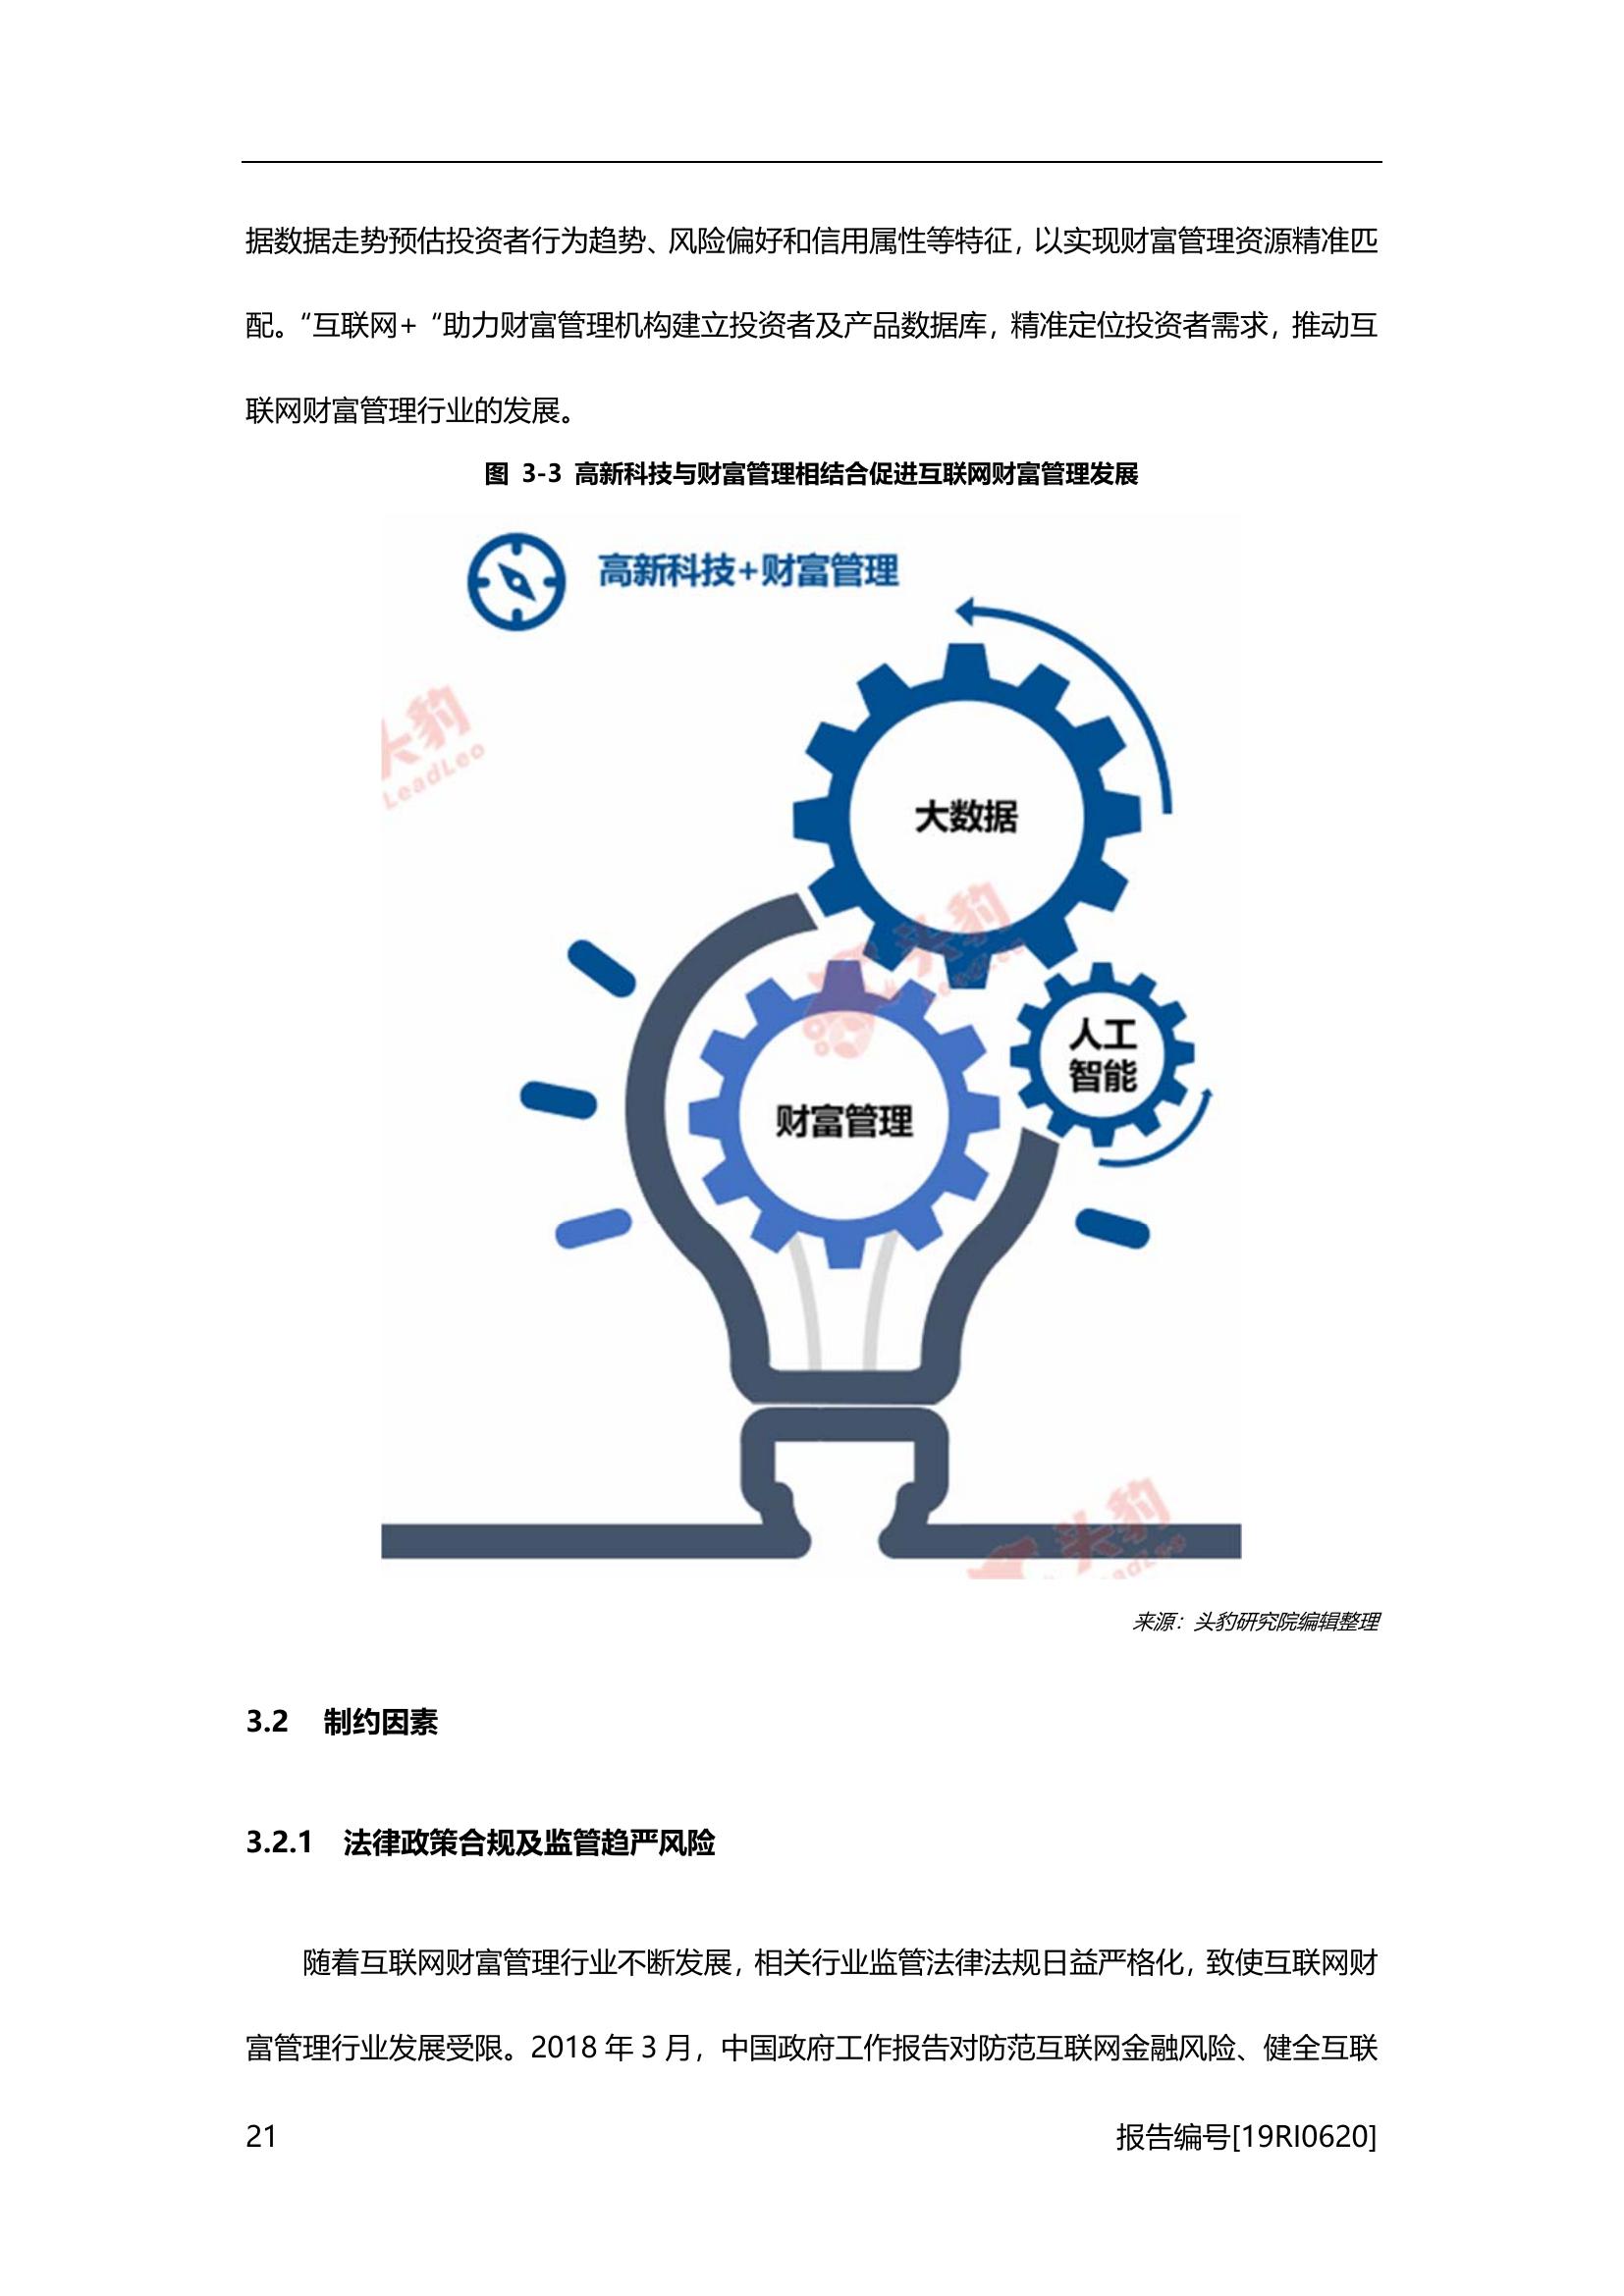 据数据走势预估投资者行为趋势、风险偏好和信用属性等特征，以实现财富管理资源精准匹
配。“互联网+“助力财富管理机构建立投资者及产品数据库，精准定位投资者需求，推动互
联网财富管理行业的发展。
图 3-3 高新科技与财富管理相结合促进互联网财富管理发展
高新科技+财富管理
头豹
LeadLeo
大数据
头豹
LeadLeo
人工
智能
财富管理
头豹
adLeo
来源：头豹研究院编辑整理
3.2 制约因素
3.2.1 法律政策合规及监管趋严风险
随着互联网财富管理行业不断发展，相关行业监管法律法规日益严格化，致使互联网财
富管理行业发展受限。2018 年 3 月，中国政府工作报告对防范互联网金融风险、健全互联
21
报告编号[19RI0620]